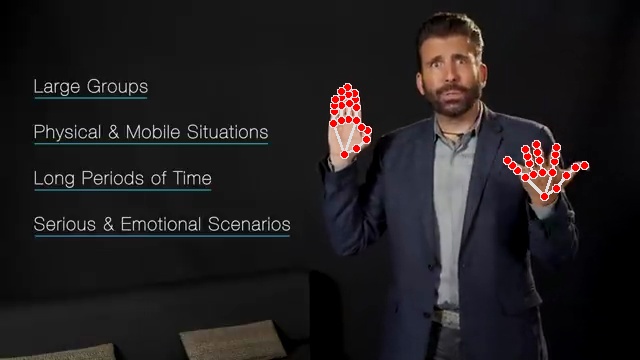 Large Groups
Physical & Mobile Situations
Long Periods of Time
Serious & Emotional Scenarios